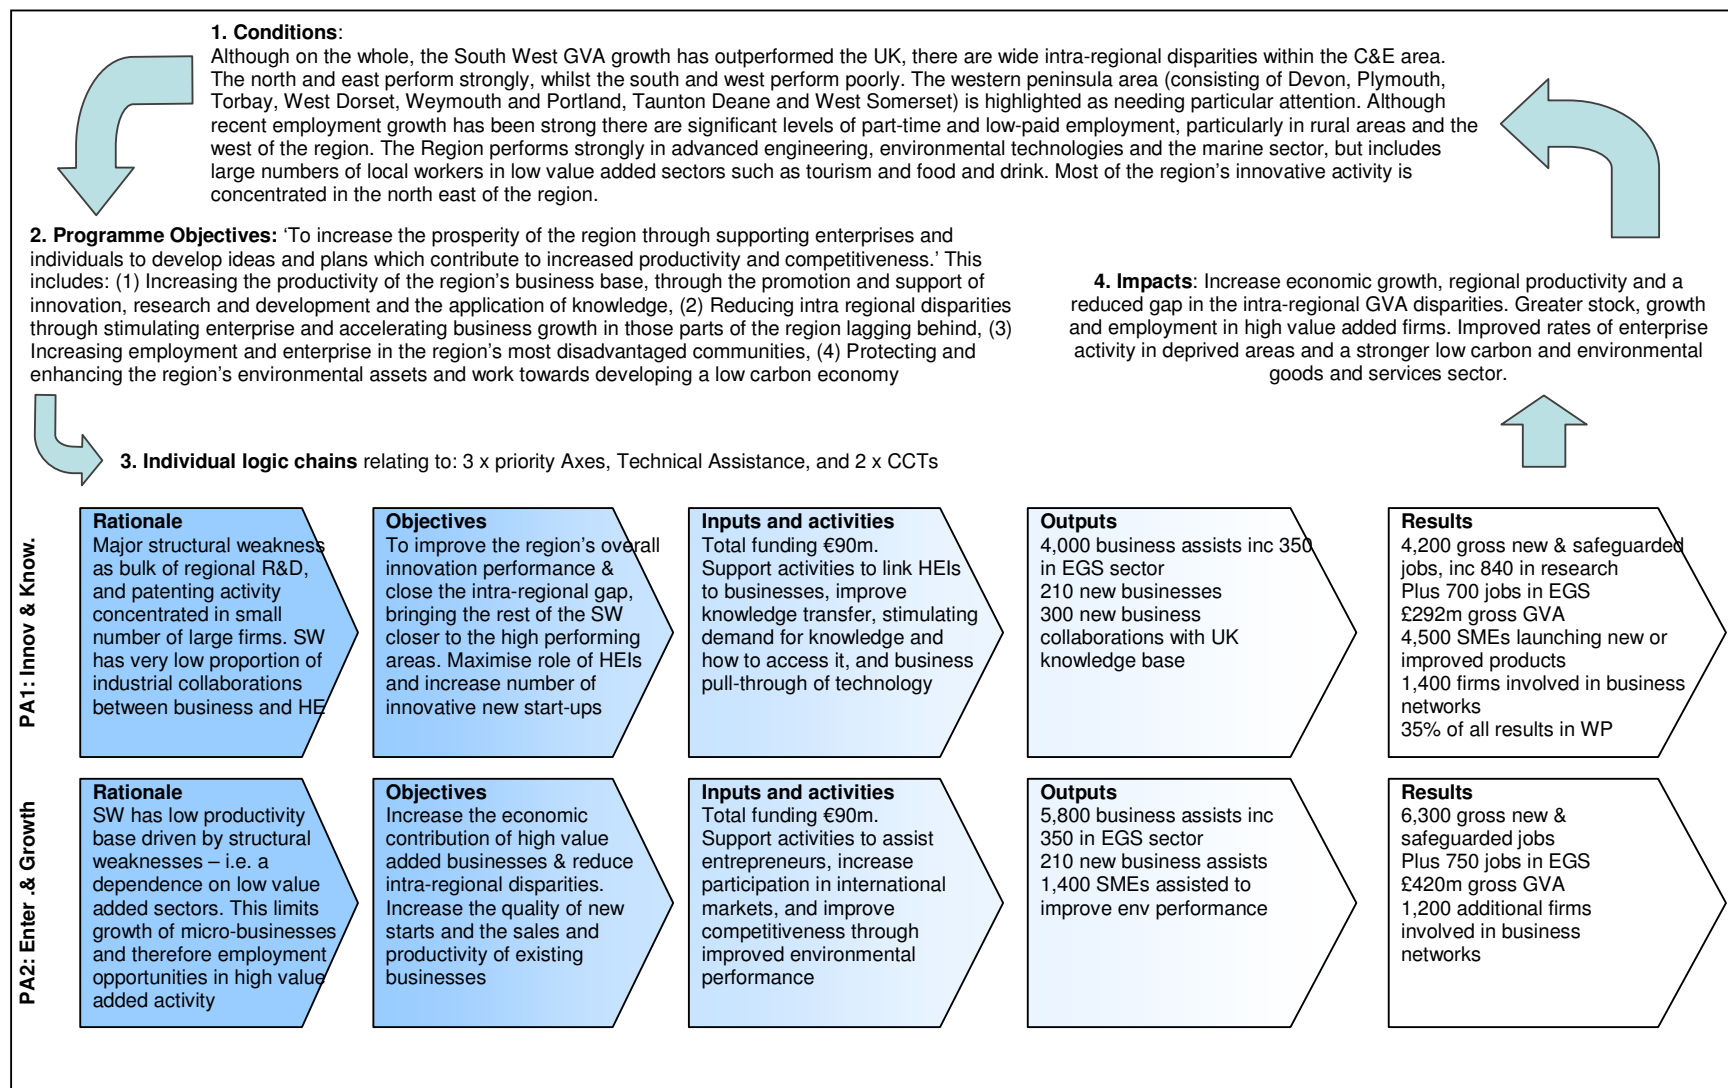 1. Conditions:
Although on the whole, the South West GVA growth has outperformed the UK, there are wide intra-regional disparities within the C&E area.
The north and east perform strongly, whilst the south and west perform poorly. The western peninsula area (consisting of Devon, Plymouth,
Torbay, West Dorset, Weymouth and Portland, Taunton Deane and West Somerset) is highlighted as needing particular attention. Although
recent employment growth has been strong there are significant levels of part-time and low-paid employment, particularly in rural areas and the
west of the region. The Region performs strongly in advanced engineering, environmental technologies and the marine sector, but includes
large numbers of local workers in low value added sectors such as tourism and food and drink. Most of the region's innovative activity is
concentrated in the north east of the region.
2. Programme Objectives: 'To increase the prosperity of the region through supporting enterprises and
individuals to develop ideas and plans which contribute to increased productivity and competitiveness.' This
includes: (1) Increasing the productivity of the region's business base, through the promotion and support of
innovation, research and development and the application of knowledge, (2) Reducing intra regional disparities
through stimulating enterprise and accelerating business growth in those parts of the region lagging behind, (3)
Increasing employment and enterprise in the region's most disadvantaged communities, (4) Protecting and
enhancing the region's environmental assets and work towards developing a low carbon economy
4. Impacts: Increase economic growth, regional productivity and a
reduced gap in the intra-regional GVA disparities. Greater stock, growth
and employment in high value added firms. Improved rates of enterprise
activity in deprived areas and a stronger low carbon and environmental
goods and services sector.
3. Individual logic chains relating to: 3 x priority Axes, Technical Assistance, and 2 x CCTs
PA1: Innov & Know.
Rationale
Major structural weakness
as bulk of regional R&D,
and patenting activity
concentrated in small
number of large firms. SW
has very low proportion of
industrial collaborations
between business and HE
Objectives
To improve the region's overall
innovation performance &
close the intra-regional gap,
bringing the rest of the SW
closer to the high performing
areas. Maximise role of HEIs
and increase number of
innovative new start-ups
Inputs and activities
Total funding €90m.
Support activities to link HEIs
to businesses, improve
knowledge transfer, stimulating
demand for knowledge and
how to access it, and business
pull-through of technology
Outputs
4,000 business assists inc 350
in EGS sector
210 new businesses
300 new business
collaborations with UK
knowledge base
Results
4,200 gross new & safeguarded
jobs, inc 840 in research
Plus 700 jobs in EGS
£292m gross GVA
4,500 SMEs launching new or
improved products
1,400 firms involved in business
networks
35% of all results in WP
PA2: Enter .& Growth
Rationale
SW has low productivity
base driven by structural
weaknesses – i.e. a
dependence on low value
added sectors. This limits
growth of micro-businesses
and therefore employment
opportunities in high value
added activity
Objectives
Increase the economic
contribution of high value
added businesses & reduce
intra-regional disparities.
Increase the quality of new
starts and the sales and
productivity of existing
businesses
Inputs and activities
Total funding €90m.
Support activities to assist
entrepreneurs, increase
participation in international
markets, and improve
competitiveness through
improved environmental
performance
Outputs
5,800 business assists inc
350 in EGS sector
210 new business assists
1,400 SMEs assisted to
improve env performance
Results
6,300 gross new &
safeguarded jobs
Plus 750 jobs in EGS
£420m gross GVA
1,200 additional firms
involved in business
networks